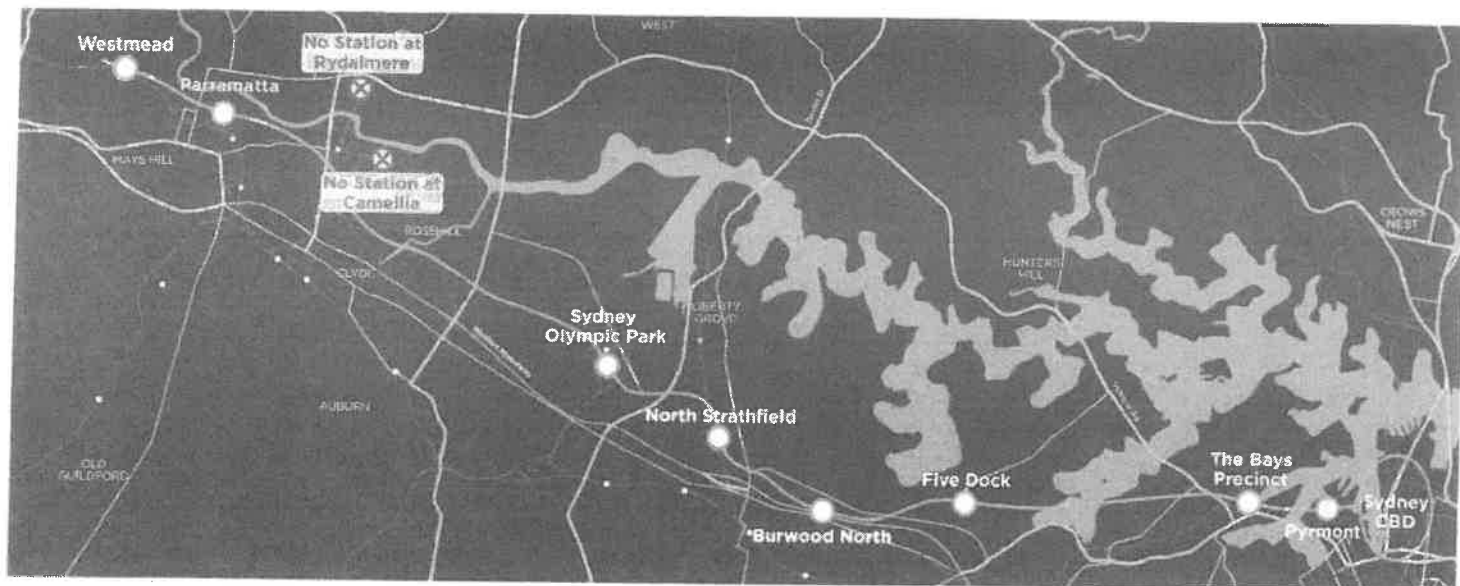 WEST
No Station at
Rydalmere
Westmead
Parramatta
MAYS HILL
No Station at
Camellia
ROSEHILL
CLYDE
CROWS
NEST
HUNTERS
HILL
Sydney
Olympic Park
AUBURN
North Strathfield
OLD
GUILDFORD
Five Dock
The Bays
Precinct
Sydney
CBD
Pyrmont
*Burwood North